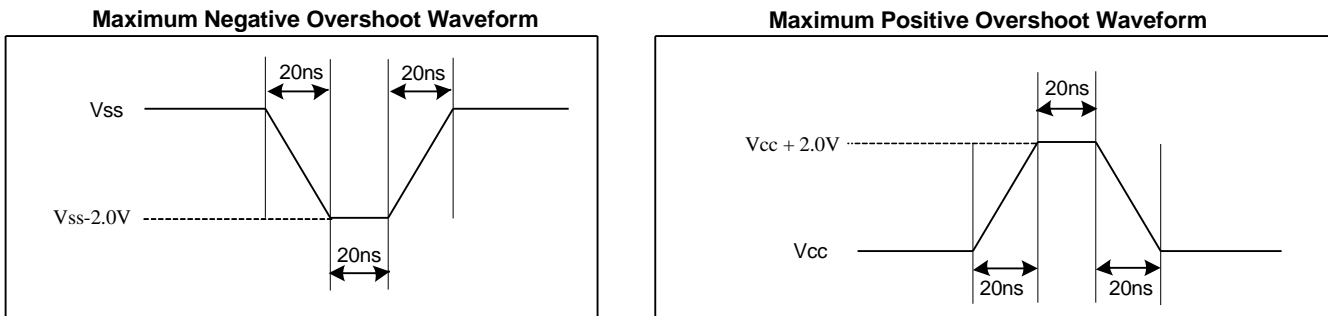 Maximum Negative Overshoot Waveform
20ns
20ns
Vss
Vss-2.0V
20ns
Maximum Positive Overshoot Waveform
20ns
Vcc + 2.0V
Vcc
20ns
20ns